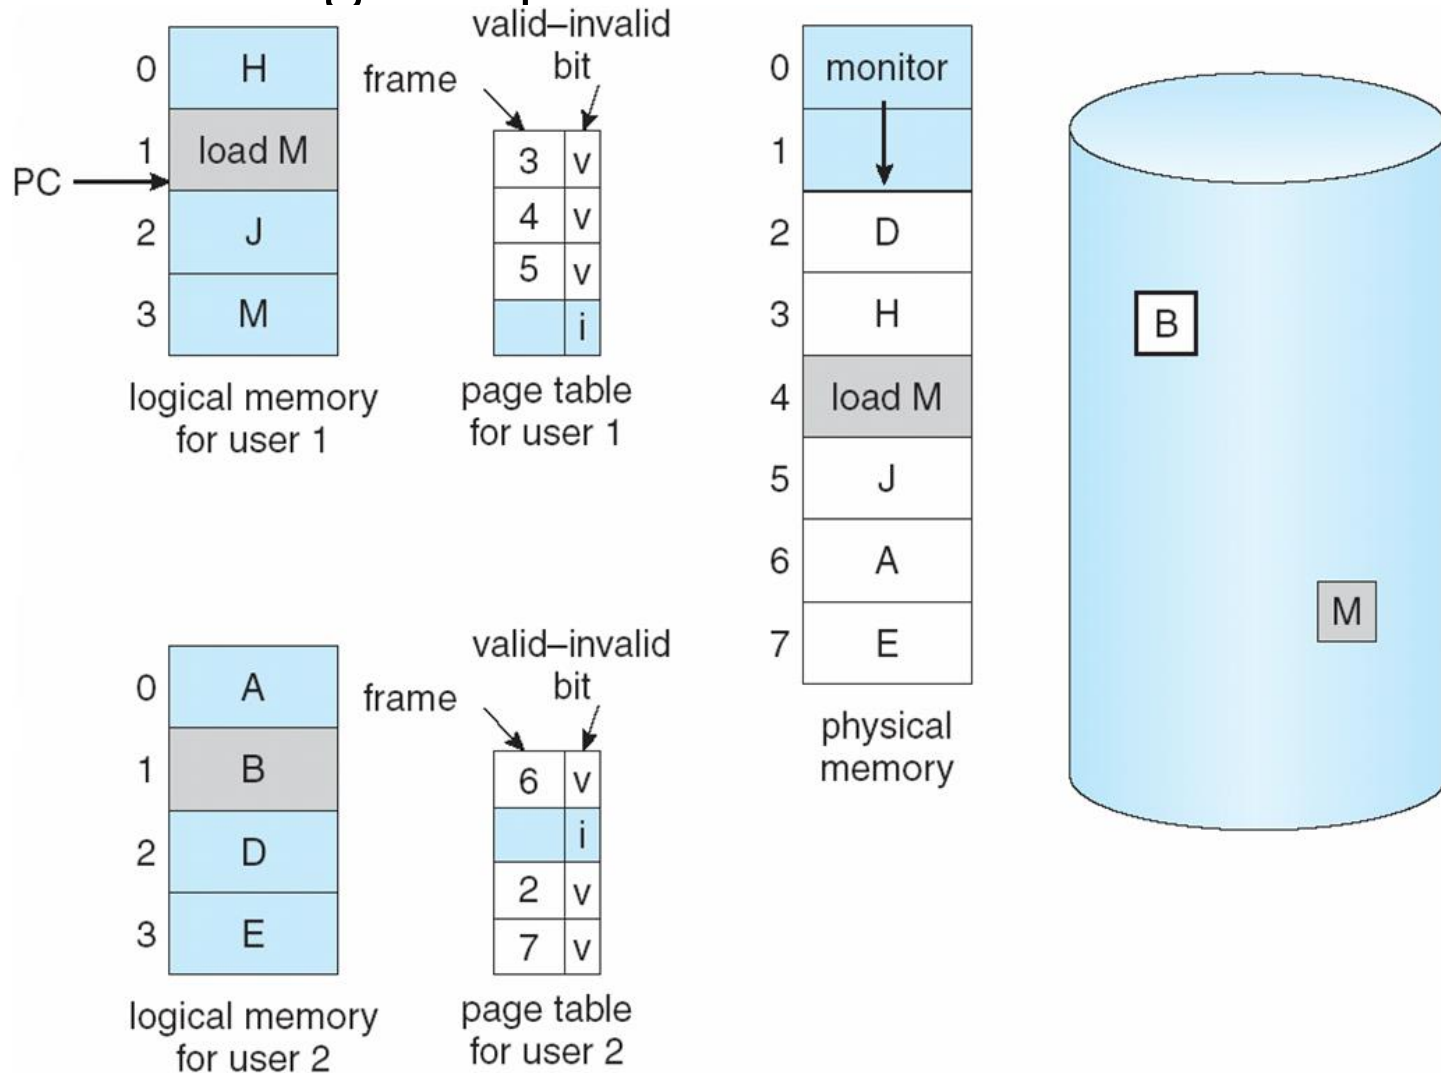 valid–invalid
bit
frame
0 H
1 load M
PC
2 J
3 M
3 v
4 v
5 v
i
logical memory
for user 1
page table
for user 1
0 monitor
1
2 D
3 H
4 load M
5 J
6 A
7 E
physical
memory
B
M
valid–invalid
bit
frame
0 A
1 B
2 D
3 E
6 v
i
2 v
7 v
logical memory
for user 2
page table
for user 2